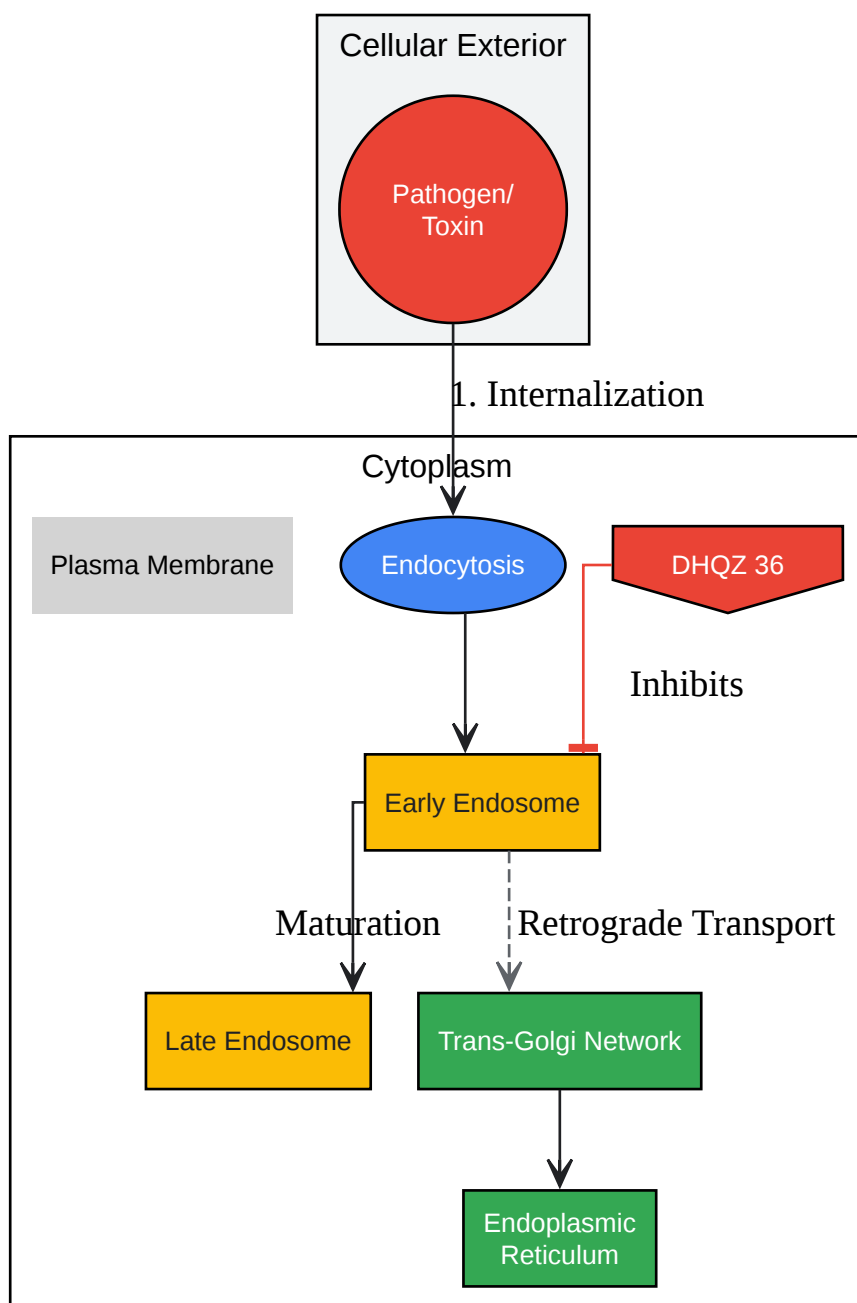 Cellular Exterior
Pathogen/
Toxin
1. Internalization
Cytoplasm
Plasma Membrane
Endocytosis
DHQZ 36
Inhibits
Early Endosome
Maturation
Retrograde Transport
Late Endosome
Trans-Golgi Network
Endoplasmic
Reticulum